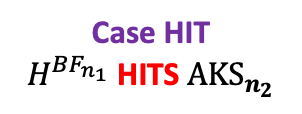 Case HIT
H^{BF_{n_1}} HITS AKS_{n_2}